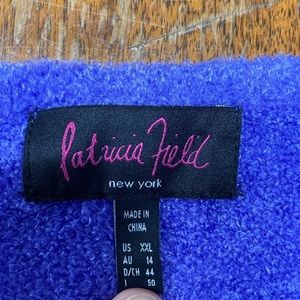 Patricia Field
new york
MADE IN
CHINA
US XXL
AU 14
D/CH 44
I 50